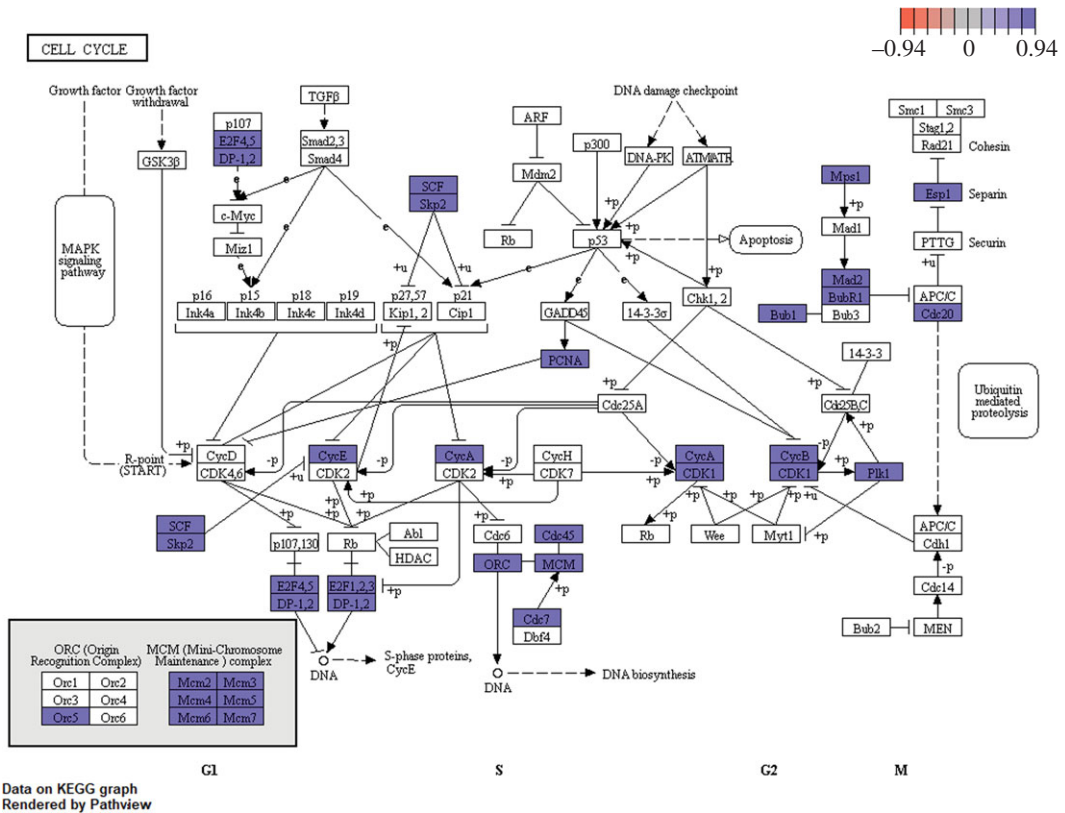 −0.94 0 0.94
CELL CYCLE
Growth factor
Growth factor
withdrawal
TGFβ
DNA damage checkpoint
Smc1 Smc3
Stag1,2
Rad21
Cohesin
p107
E2F4,5
DP-1,2
Smad2,3
Smad4
ARF
p300
DNA-PK
ATM/ATR
GSK3β
Mdm2
Mps1
SCF
Skp2
Esp1
Separin
e
e
+p
+p
c-Myc
Mad1
e
e
+p
Rb
p53
Apoptosis
PTTG
Securin
Miz1
MAPK
signaling
pathway
+p
+u
+u
+u
e
e
+p
Mad2
BubR1
Bub3
Bub1
APC/C
Cdc20
e
e
p16
Ink4a
p15
Ink4b
p18
Ink4c
p19
Ink4d
p27,57
Kip1, 2
p21
Cip1
Chk1, 2
GADD45
14-3-3σ
+p
PCNA
14-3-3
+p
+p
Ubiquitin
mediated
proteolysis
Cdc25A
Cdc25B,C
+p
+p
-p
R-point
(START)
CycD
CDK4,6
-p
CycE
CDK2
-p
CycA
CDK2
-p
+p
CycH
CDK7
-p
+p
CycA
CDK1
CycB
CDK1
+p
Plk1
+u
+p
+p
+p
+p
+p
+p
+p
+p
+u
SCF
Skp2
+p
+p
APC/C
Cdh1
p107,130
Rb
Abl
HDAC
Cdc6
Cdc45
Rb
Wee
Myt1
+p
ORC
MCM
-p
E2F4,5
DP-1,2
E2F1,2,3
DP-1,2
+p
+p
Cdc14
Cdc7
Dbf4
Bub2
MEN
ORC (Origin
Recognition Complex)
MCM (Mini-Chromosome
Maintenance ) complex
Orc1 Orc2
Orc3 Orc4
Orc5 Orc6
Mcm2 Mcm3
Mcm4 Mcm5
Mcm6 Mcm7
DNA
S-phase proteins,
CycE
DNA
DNA biosynthesis
G1
S
G2
M
Data on KEGG graph
Rendered by Pathview